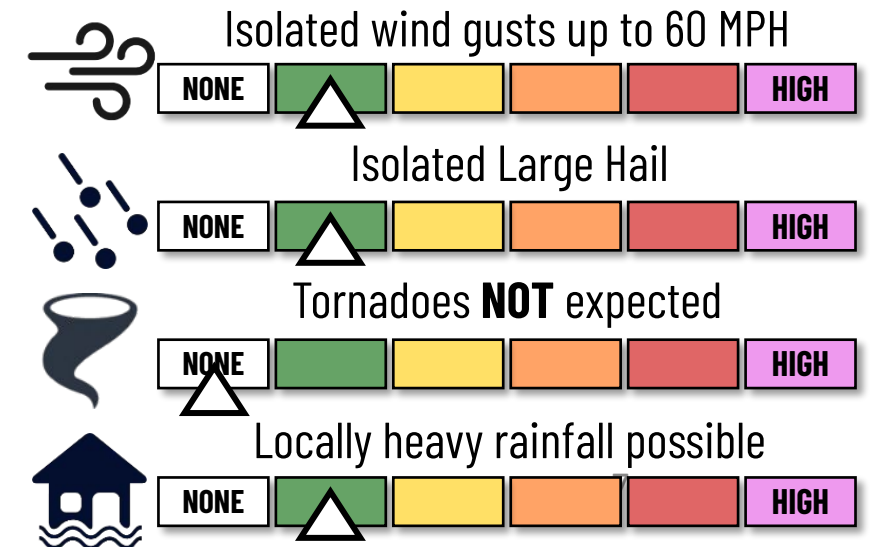 Isolated wind gusts up to 60 MPH
NONE HIGH
Isolated Large Hail
NONE HIGH
Tornadoes NOT expected
NONE HIGH
Locally heavy rainfall possible
NONE HIGH